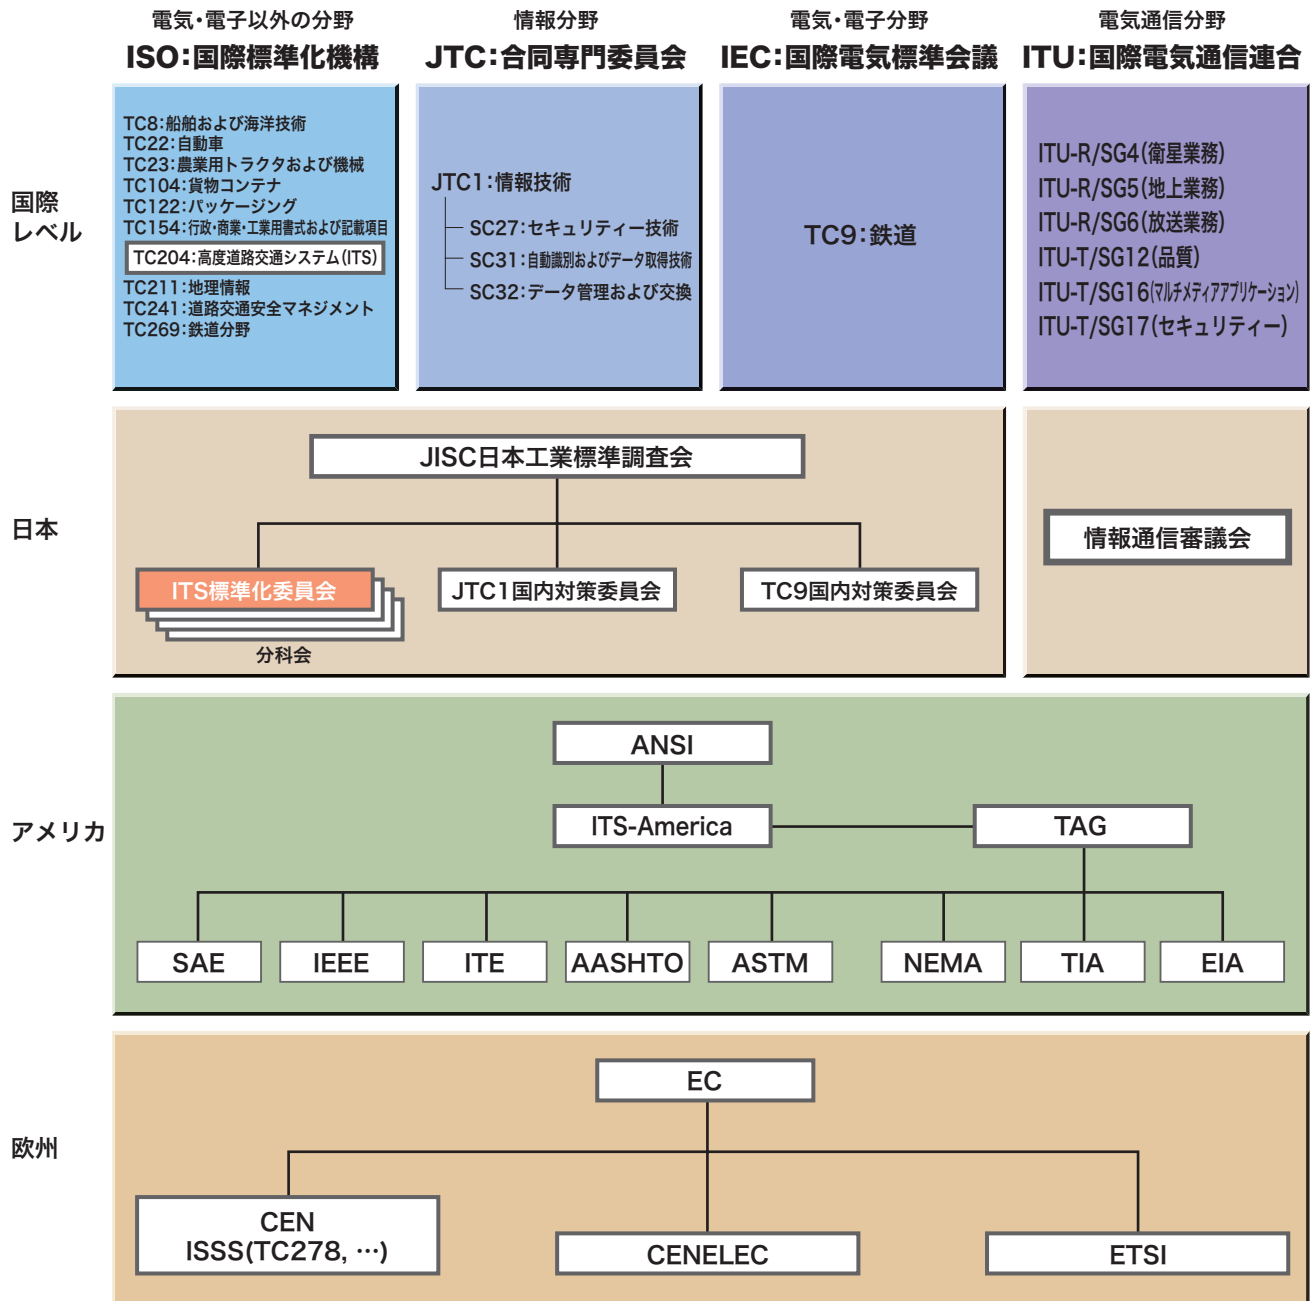 電気・電子以外の分野
ISO：国際標準化機構
情報分野
JTC：合同専門委員会
電気・電子分野
IEC：国際電気標準会議
電気通信分野
ITU：国際電気通信連合
国際
レベル
TC8：船舶および海洋技術
TC22：自動車
TC23：農業用トラクタおよび機械
TC104：貨物コンテナ
TC122：パッケージング
TC154：行政・商業・工業用書式および記載項目
TC204：高度道路交通システム（ITS）
TC211：地理情報
TC241：道路交通安全マネジメント
TC269：鉄道分野
JTC1：情報技術
SC27：セキュリティー技術
SC31：自動識別およびデータ取得技術
SC32：データ管理および交換
TC9：鉄道
ITU-R/SG4（衛星業務）
ITU-R/SG5（地上業務）
ITU-R/SG6（放送業務）
ITU-T/SG12（品質）
ITU-T/SG16（マルチメディアアプリケーション）
ITU-T/SG17（セキュリティー）
日本
JISC日本工業標準調査会
ITS標準化委員会
分科会
JTC1国内対策委員会
TC9国内対策委員会
情報通信審議会
アメリカ
ANSI
ITS-America
TAG
SAE
IEEE
ITE
AASHTO
ASTM
NEMA
TIA
EIA
欧州
EC
CEN
ISSS(TC278, …)
CENELEC
ETSI